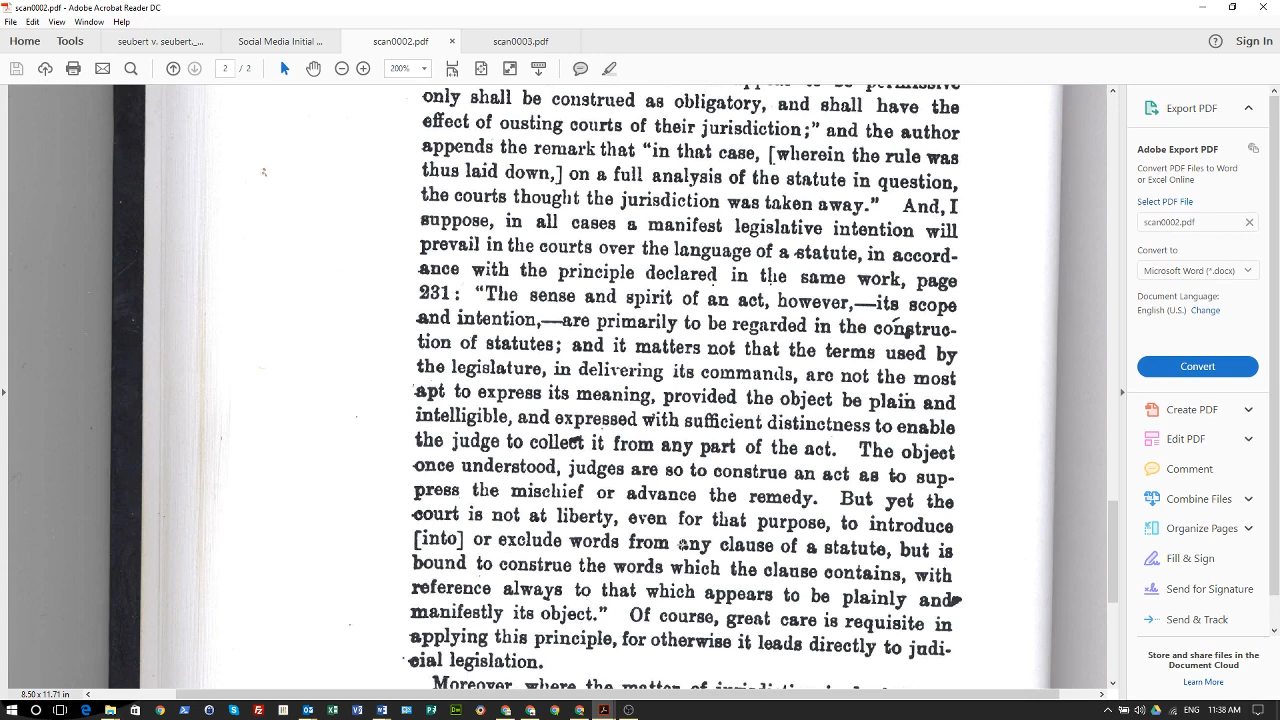 scan0002.pdf - Adobe Acrobat Reader DC
File Edit View Window Help
Home Tools seubert v. seubert.... Social Media Initial ... scan0002.pdf × scan0003.pdf Sign In
2 / 2 200%
to be permissive
only shall be construed as obligatory, and shall have the
effect of ousting courts of their jurisdiction;" and the author
appends the remark that "in that case, [wherein the rule was
thus laid down,] on a full analysis of the statute in question,
the courts thought the jurisdiction was taken away." And, I
suppose, in all cases a manifest legislative intention will
prevail in the courts over the language of a statute, in accord-
ance with the principle declared in the same work, page
231: "The sense and spirit of an act, however,—its scope
and intention,—are primarily to be regarded in the construc-
tion of statutes; and it matters not that the terms used by
the legislature, in delivering its commands, are not the most
apt to express its meaning, provided the object be plain and
intelligible, and expressed with sufficient distinctness to enable
the judge to collect it from any part of the act. The object
once understood, judges are so to construe an act as to sup-
press the mischief or advance the remedy. But yet the
court is not at liberty, even for that purpose, to introduce
[into] or exclude words from any clause of a statute, but is
bound to construe the words which the clause contains, with
reference always to that which appears to be plainly and
manifestly its object." Of course, great care is requisite in
applying this principle, for otherwise it leads directly to judi-
cial legislation.
Moreover, where the matter of jurisdiction is
8.50 x 11.71 in
Export PDF
Adobe Export PDF
Convert PDF Files to Word
or Excel Online
Select PDF File
scan0002.pdf
Convert to
Microsoft Word (*.docx)
Document Language:
English (U.S.) Change
Convert
Create PDF
Edit PDF
Comment
Combine Files
Organize Pages
Fill & Sign
Send for Signature
Send & Track
Store and share files in the
Document Cloud
Learn More
ENG 11:38 AM